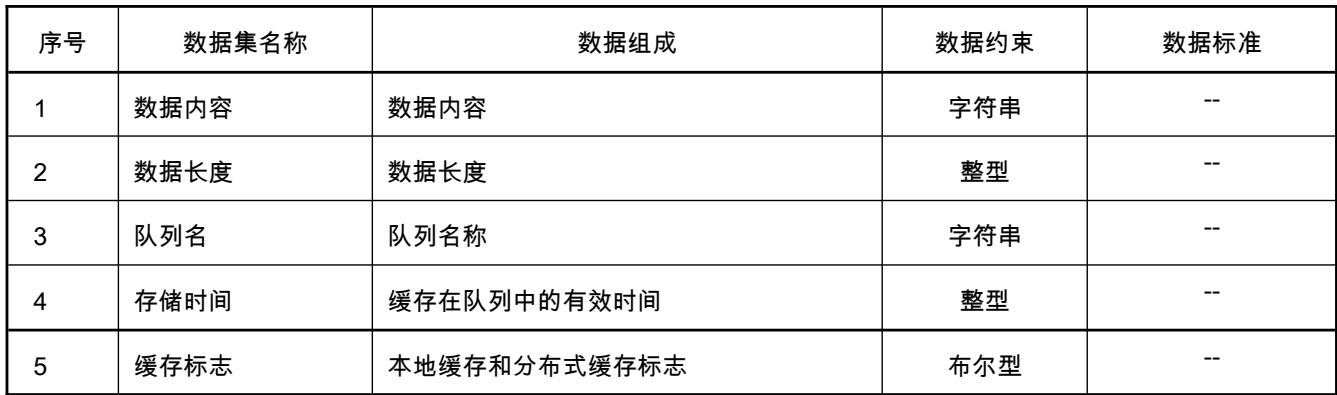 序号 数据集名称 数据组成 数据约束 数据标准
1 数据内容 数据内容 字符串 --
2 数据长度 数据长度 整型 --
3 队列名 队列名称 字符串 --
4 存储时间 缓存在队列中的有效时间 整型 --
5 缓存标志 本地缓存和分布式缓存标志 布尔型 --